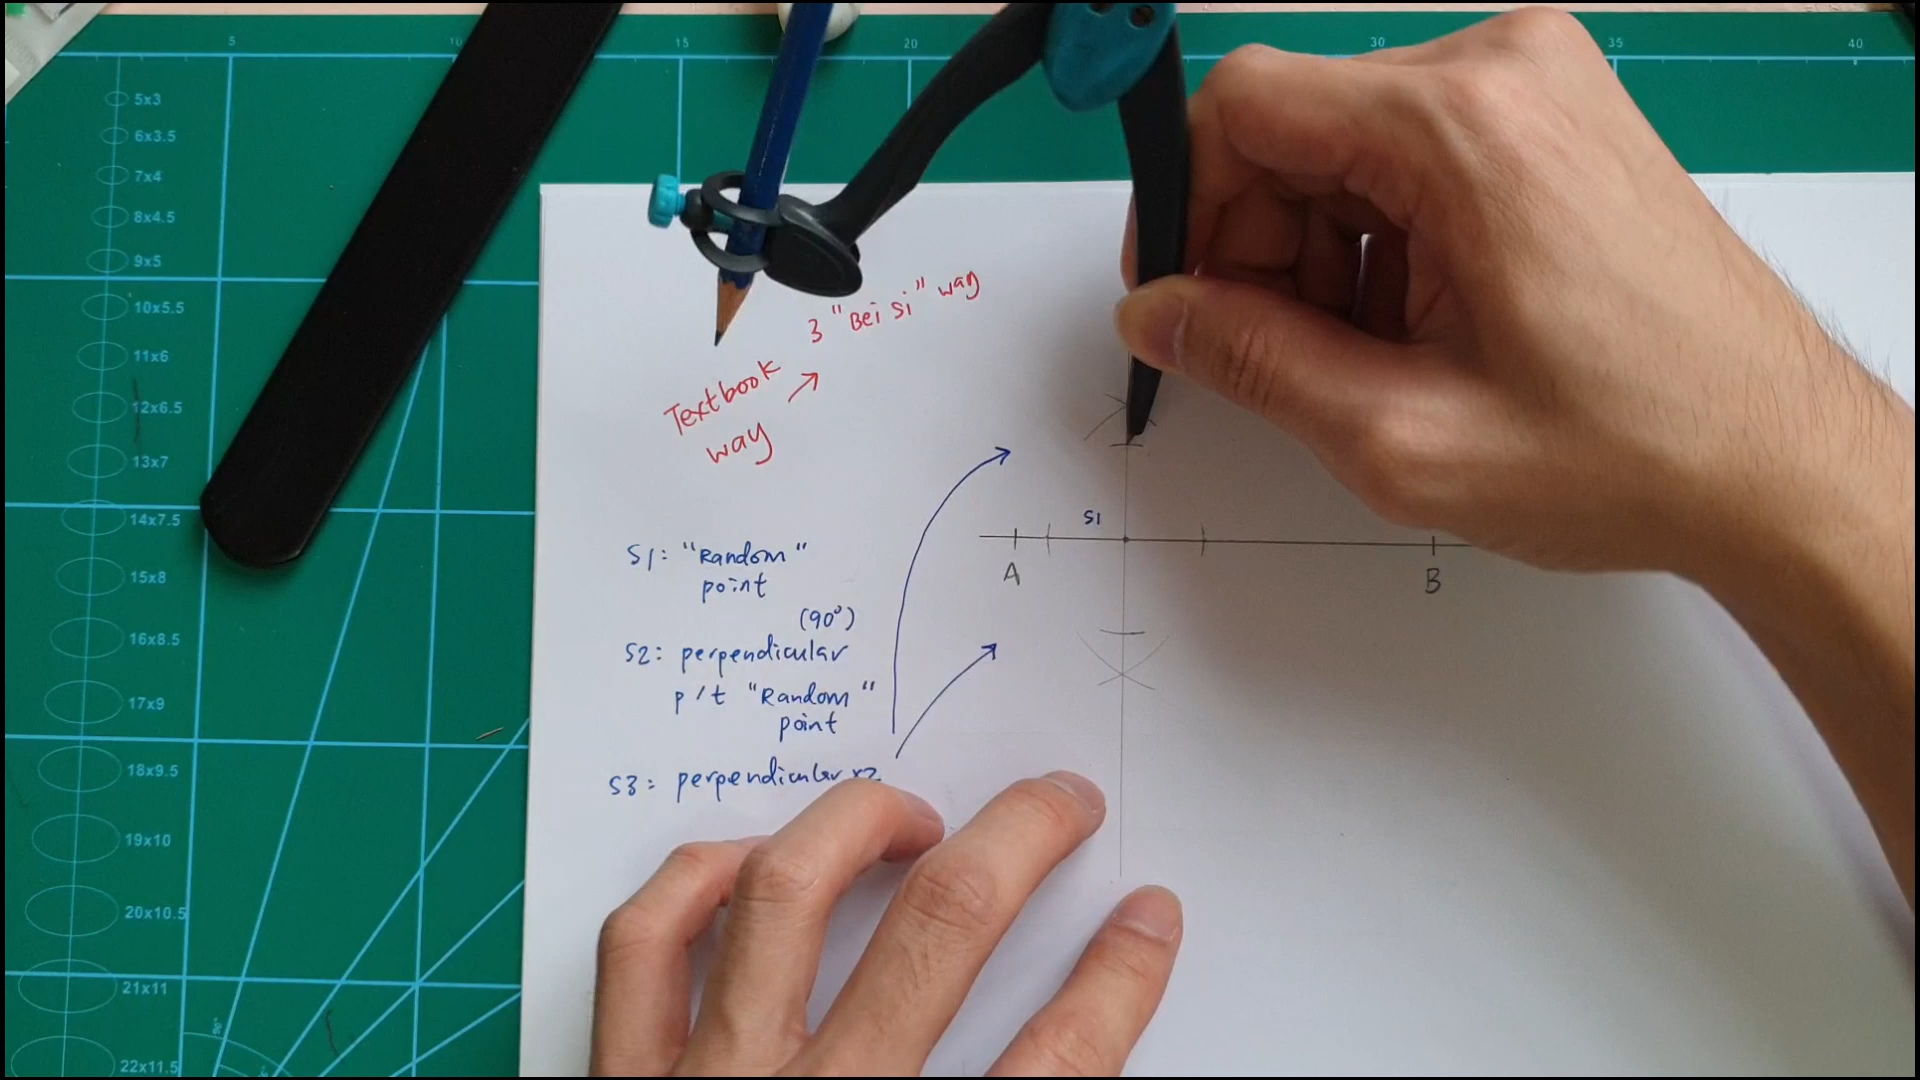 5 10 15 20 30 35 40
5x3
6x3.5
7x4
8x4.5
9x5
10x5.5
11x6
12x6.5
13x7
14x7.5
15x8
16x8.5
17x9
18x9.5
19x10
20x10.5
21x11
22x11.5
3 "Bei Si" way
Textbook
way
S1
A
B
S1: "Random"
point
(90°)
S2: perpendicular
p/t "Random"
point
S3: perpendicular x2